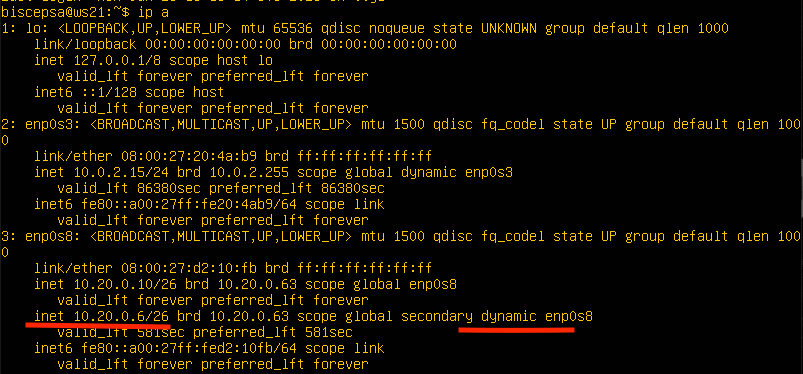 biscepsa@ws21:~$ ip a
1: lo: <LOOPBACK,UP,LOWER_UP> mtu 65536 qdisc noqueue state UNKNOWN group default qlen 1000
link/loopback 00:00:00:00:00:00 brd 00:00:00:00:00:00
inet 127.0.0.1/8 scope host lo
valid_lft forever preferred_lft forever
inet6 ::1/128 scope host
valid_lft forever preferred_lft forever
2: enp0s3: <BROADCAST,MULTICAST,UP,LOWER_UP> mtu 1500 qdisc fq_codel state UP group default qlen 100
0
link/ether 08:00:27:20:4a:b9 brd ff:ff:ff:ff:ff:ff
inet 10.0.2.15/24 brd 10.0.2.255 scope global dynamic enp0s3
valid_lft 86380sec preferred_lft 86380sec
inet6 fe80::a00:27ff:fe20:4ab9/64 scope link
valid_lft forever preferred_lft forever
3: enp0s8: <BROADCAST,MULTICAST,UP,LOWER_UP> mtu 1500 qdisc fq_codel state UP group default qlen 100
0
link/ether 08:00:27:d2:10:fb brd ff:ff:ff:ff:ff:ff
inet 10.20.0.10/26 brd 10.20.0.63 scope global enp0s8
valid_lft forever preferred_lft forever
inet 10.20.0.6/26 brd 10.20.0.63 scope global secondary dynamic enp0s8
valid_lft 581sec preferred_lft 581sec
inet6 fe80::a00:27ff:fed2:10fb/64 scope link
valid_lft forever preferred_lft forever